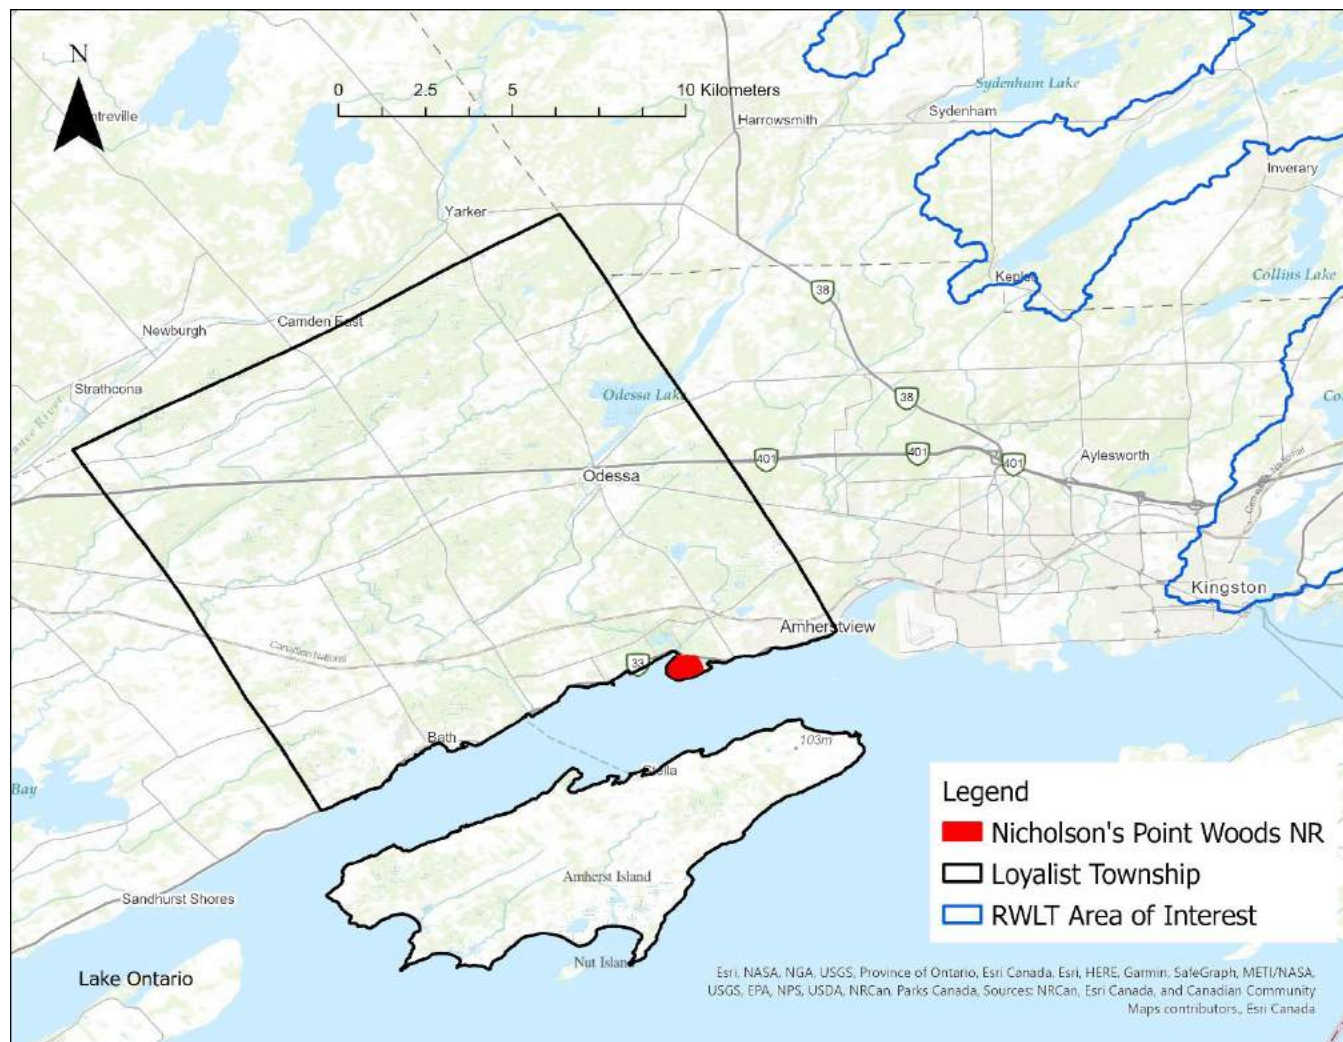 N
0 2.5 5 10 Kilometers
Sydenham Lake
Sydenham
Harrowsmith
Inverary
Yarker
Collins Lake
38
Camden East
Newburgh
Strathcona
Odessa Lake
38
401
401
401
Aylesworth
Odessa
Kingston
Amherstview
Canadian National
33
Bath
103m
Stella
Bay
Amherst Island
Sandhurst Shores
Nut Island
Lake Ontario
Legend
Nicholson's Point Woods NR
Loyalist Township
RWLT Area of Interest
Esri, NASA, NGA, USGS, Province of Ontario, Esri Canada, Esri, HERE, Garmin, SafeGraph, METI/NASA,
USGS, EPA, NPS, USDA, NRCan, Parks Canada, Sources: NRCan, Esri Canada, and Canadian Community
Maps contributors., Esri Canada